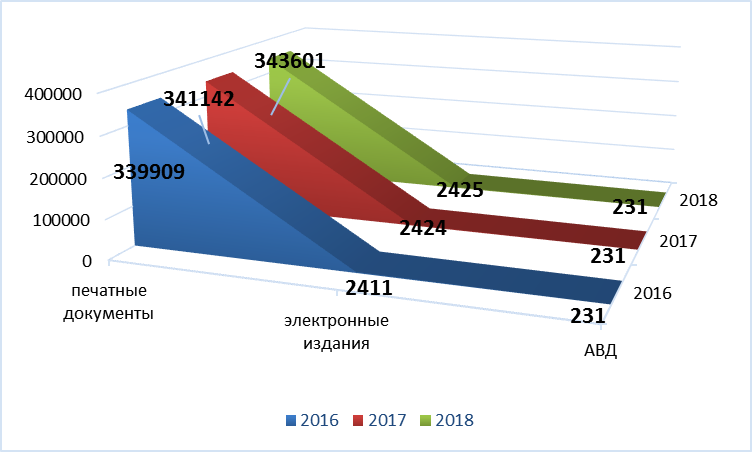 400000
300000
200000
100000
0
343601
341142
339909
2425
2424
2411
231
231
231
2018
2017
2016
печатные
документы
электронные
издания
АВД
2016 2017 2018